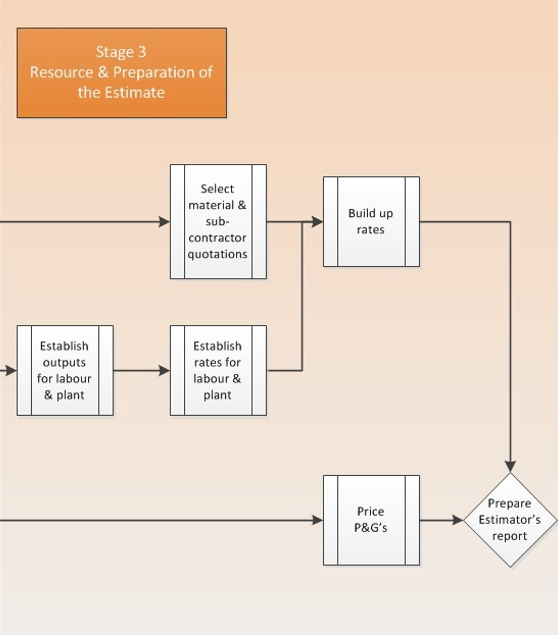 Stage 3
Resource & Preparation of
the Estimate
Select
material &
sub-
contractor
quotations
Build up
rates
Establish
outputs
for labour
& plant
Establish
rates for
labour &
plant
Price
P&G's
Prepare
Estimator's
report